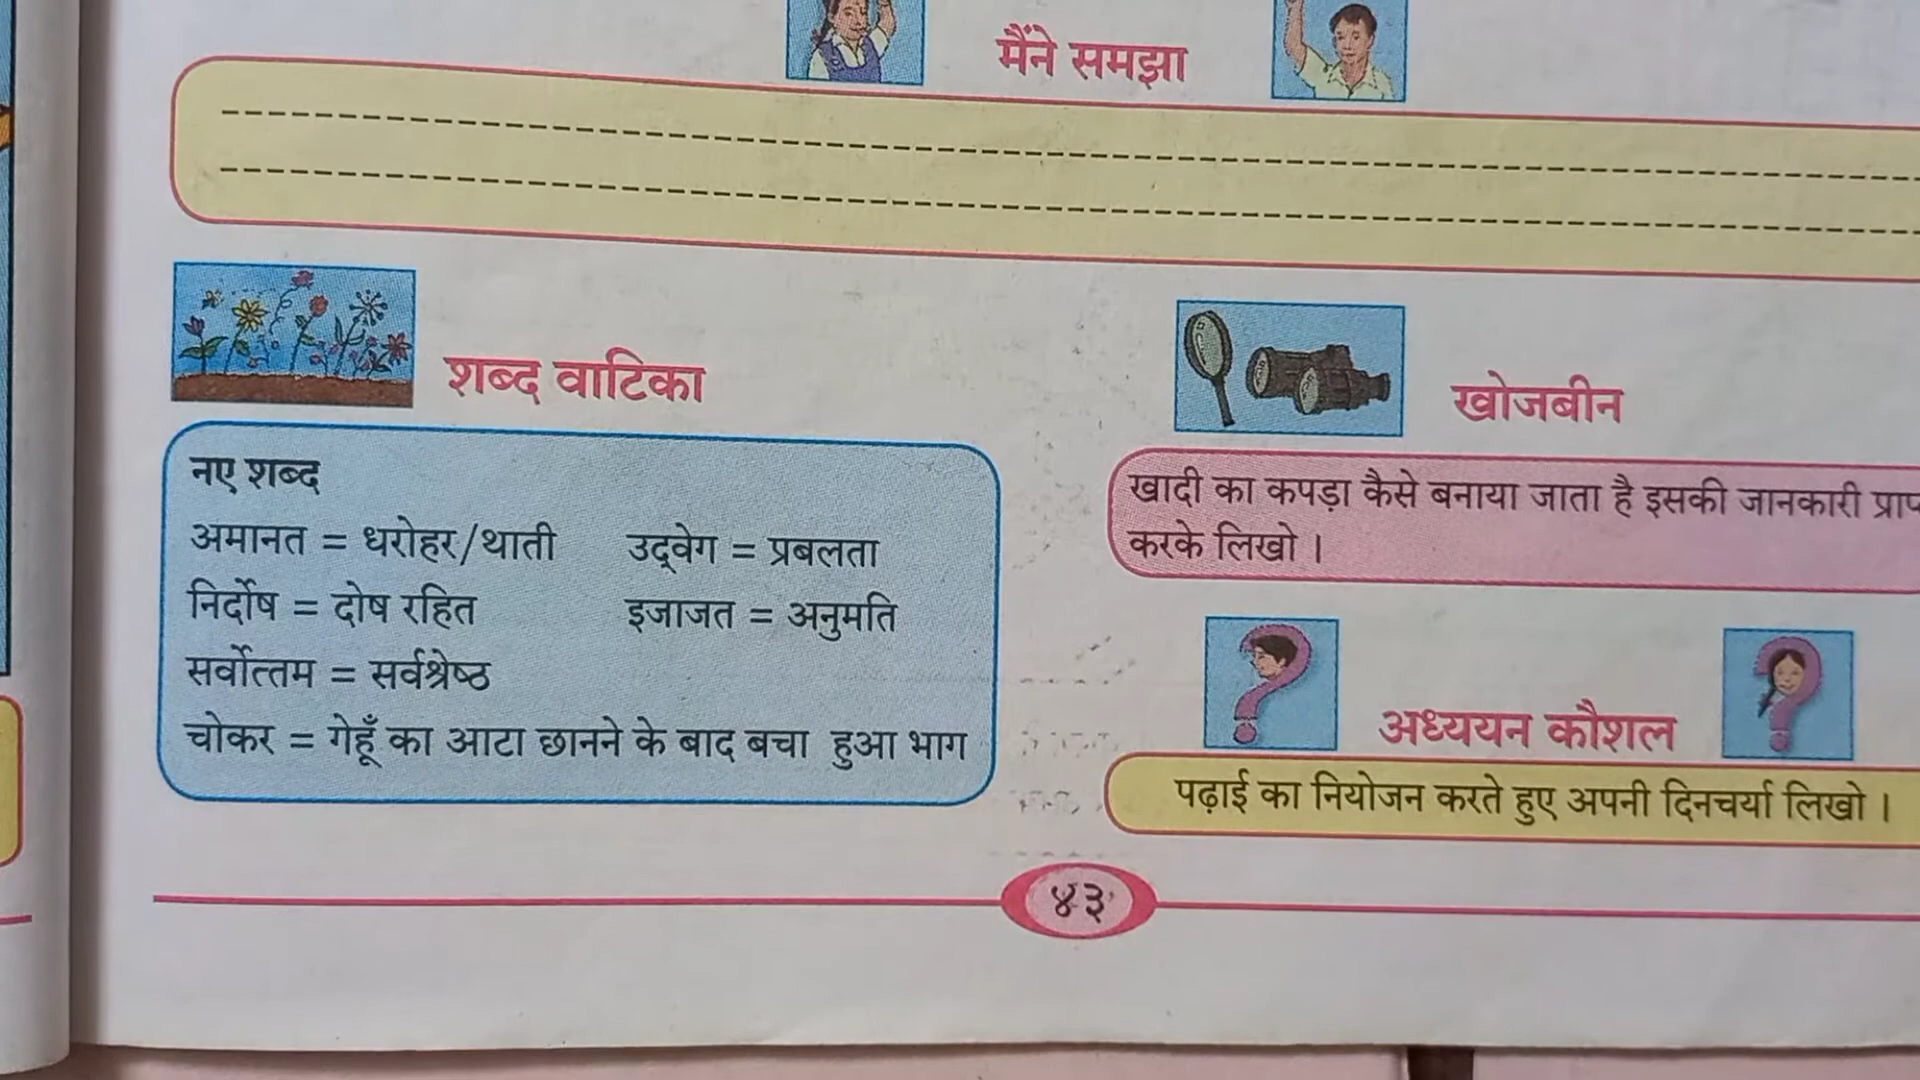 मैंने समझा
शब्द वाटिका
नए शब्द
अमानत = धरोहर/थाती उद्‌वेग = प्रबलता
निर्दोष = दोष रहित इजाजत = अनुमति
सर्वोत्तम = सर्वश्रेष्ठ
चोकर = गेहूँ का आटा छानने के बाद बचा हुआ भाग
खोजबीन
खादी का कपड़ा कैसे बनाया जाता है इसकी जानकारी
करके लिखो ।
अध्ययन कौशल
पढ़ाई का नियोजन करते हुए अपनी दिनचर्या लिखो ।
४३